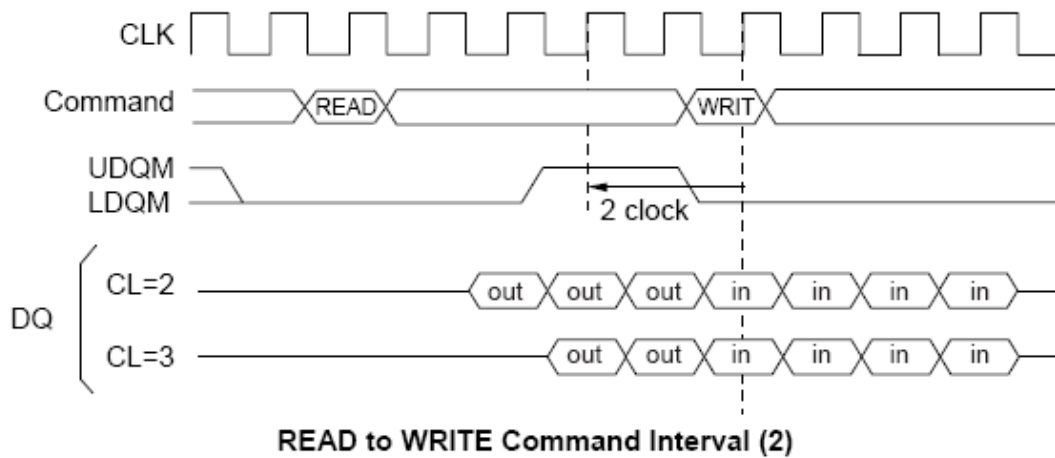 CLK
Command READ WRIT
UDQM
LDQM
2 clock
CL=2 out out out in in in in
DQ
CL=3 out out in in in in
READ to WRITE Command Interval (2)